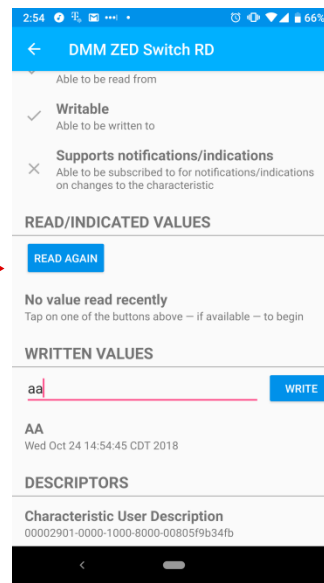 2:54 66%
DMM ZED Switch RD
Able to be read from
Writable
Able to be written to
Supports notifications/indications
Able to be subscribed to for notifications/indications
on changes to the characteristic
READ/INDICATED VALUES
READ AGAIN
No value read recently
Tap on one of the buttons above — if available — to begin
WRITTEN VALUES
aa
WRITE
AA
Wed Oct 24 14:54:45 CDT 2018
DESCRIPTORS
Characteristic User Description
00002901-0000-1000-8000-00805f9b34fb